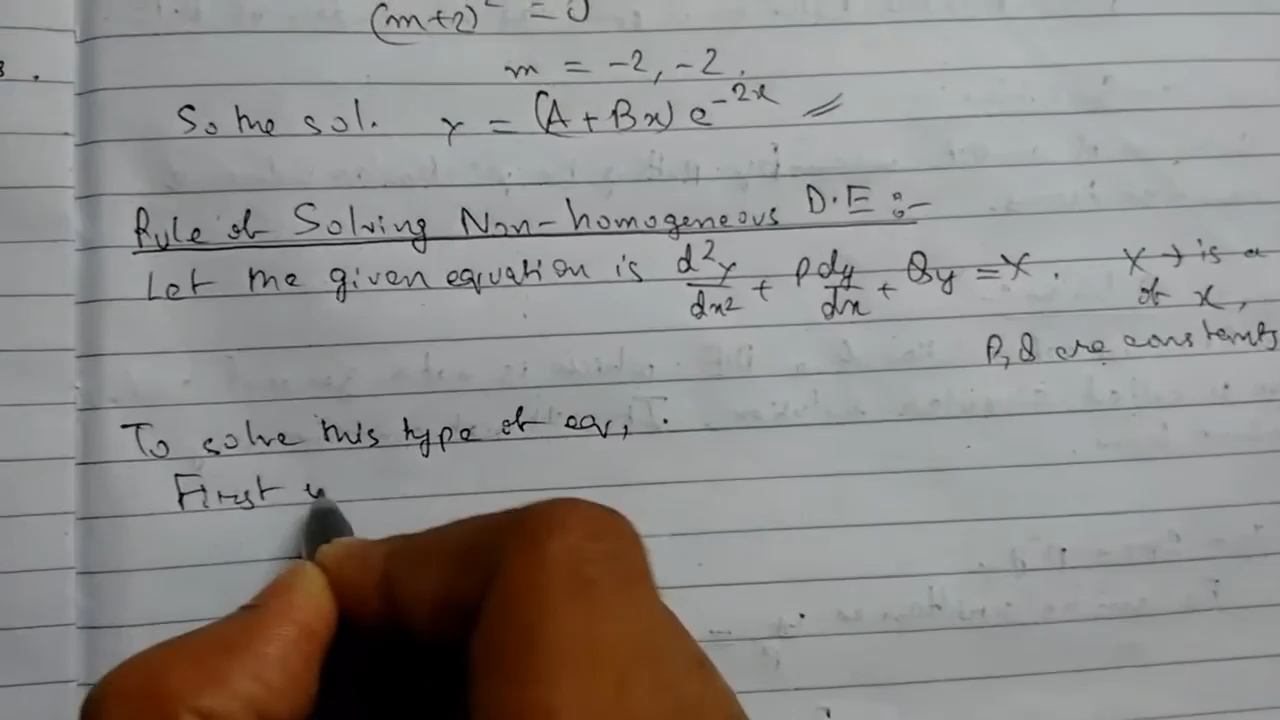 (m+2)² = 0
m = -2, -2.
So the sol. y = (A + Bx) e^-2x
Rule of Solving Non-homogeneous D.E :-
Let the given equation is d²y/dx² + P dy/dx + Qy = X. X → is a
of x,
P, Q are constants
To solve this type of eq,.
First